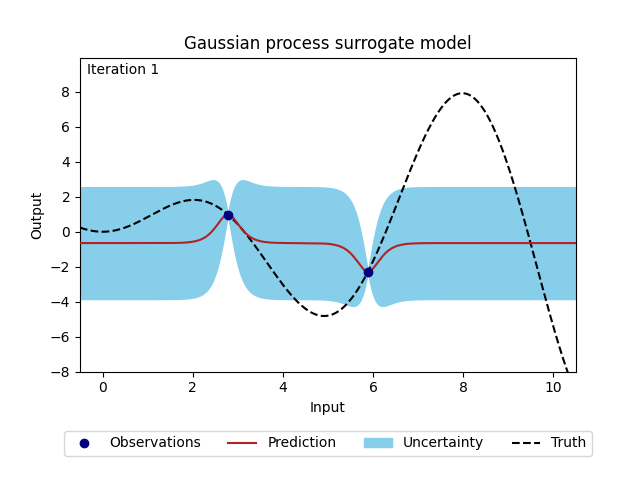 Gaussian process surrogate model
Iteration 1
8
6
4
2
0
−2
−4
−6
−8
Output
0 2 4 6 8 10
Input
Observations Prediction Uncertainty Truth